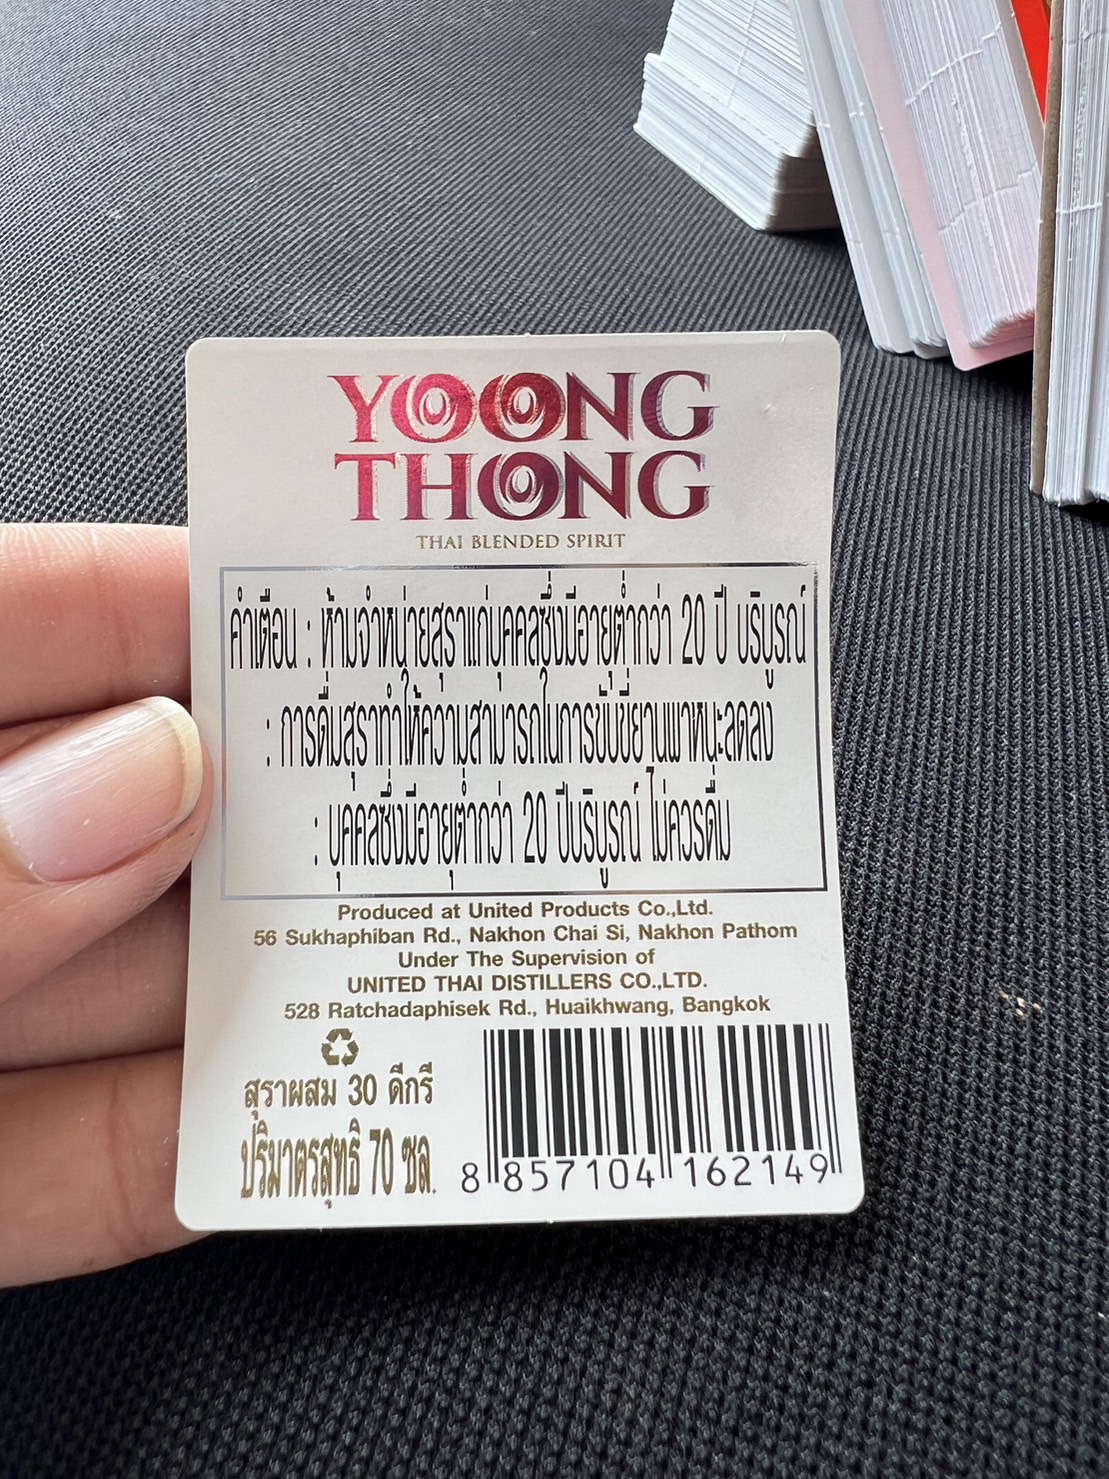 YOONG
THONG
THAI BLENDED SPIRIT
คำเตือน : ห้ามจำหน่ายสุราแก่บุคคลซึ่งมีอายุต่ำกว่า 20 ปี บริบูรณ์
: การดื่มสุราทำให้ความสามารถในการขับขี่ยานพาหนะลดลง
: บุคคลซึ่งมีอายุต่ำกว่า 20 ปีบริบูรณ์ ไม่ควรดื่ม
Produced at United Products Co.,Ltd.
56 Sukhaphiban Rd., Nakhon Chai Si, Nakhon Pathom
Under The Supervision of
UNITED THAI DISTILLERS CO.,LTD.
528 Ratchadaphisek Rd., Huaikhwang, Bangkok
สุราผสม 30 ดีกรี
ปริมาตรสุทธิ 70 ซล.
8 857104 162149